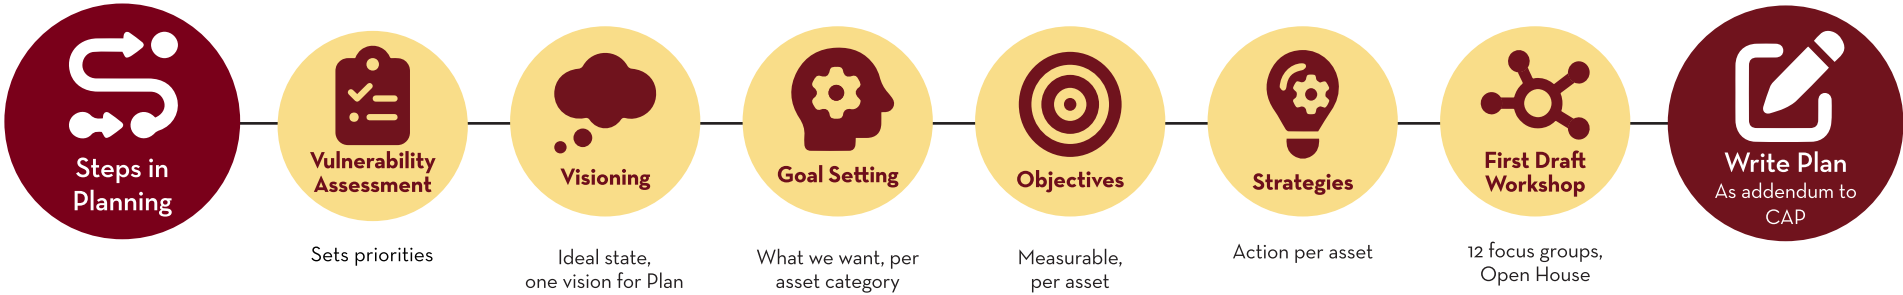 Steps in
Planning
Vulnerability
Assessment
Sets priorities
Visioning
Ideal state,
one vision for Plan
Goal Setting
What we want, per
asset category
Objectives
Measurable,
per asset
Strategies
Action per asset
First Draft
Workshop
12 focus groups,
Open House
Write Plan
As addendum to
CAP